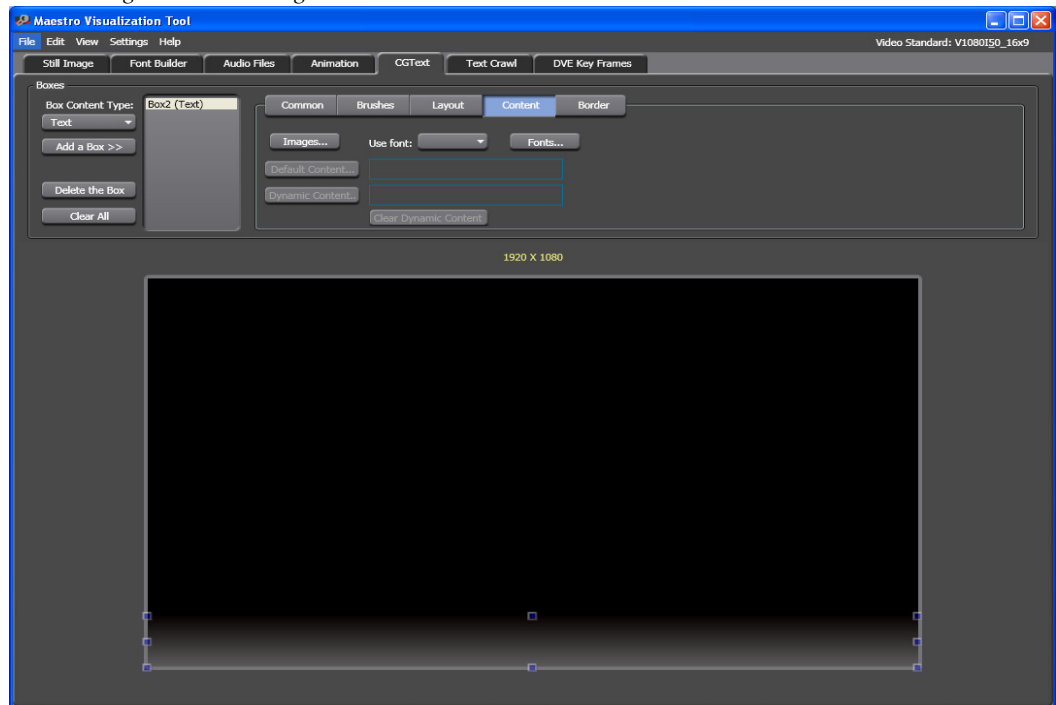 Maestro Visualization Tool
File Edit View Settings Help Video Standard: V1080I50_16x9
Still Image Font Builder Audio Files Animation CGText Text Crawl DVE Key Frames
Boxes
Box Content Type: Box2 (Text) Common Brushes Layout Content Border
Text
Add a Box >> Images... Use font: Fonts...
Default Content...
Delete the Box Dynamic Content...
Clear All Clear Dynamic Content
1920 X 1080